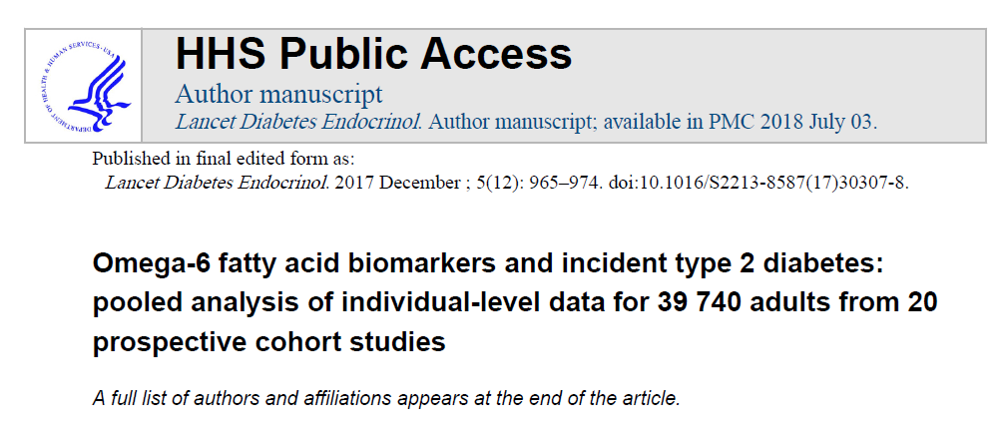 DEPARTMENT OF HEALTH & HUMAN SERVICES • USA
HHS Public Access
Author manuscript
Lancet Diabetes Endocrinol. Author manuscript; available in PMC 2018 July 03.
Published in final edited form as:
Lancet Diabetes Endocrinol. 2017 December ; 5(12): 965–974. doi:10.1016/S2213-8587(17)30307-8.
Omega-6 fatty acid biomarkers and incident type 2 diabetes:
pooled analysis of individual-level data for 39 740 adults from 20
prospective cohort studies
A full list of authors and affiliations appears at the end of the article.